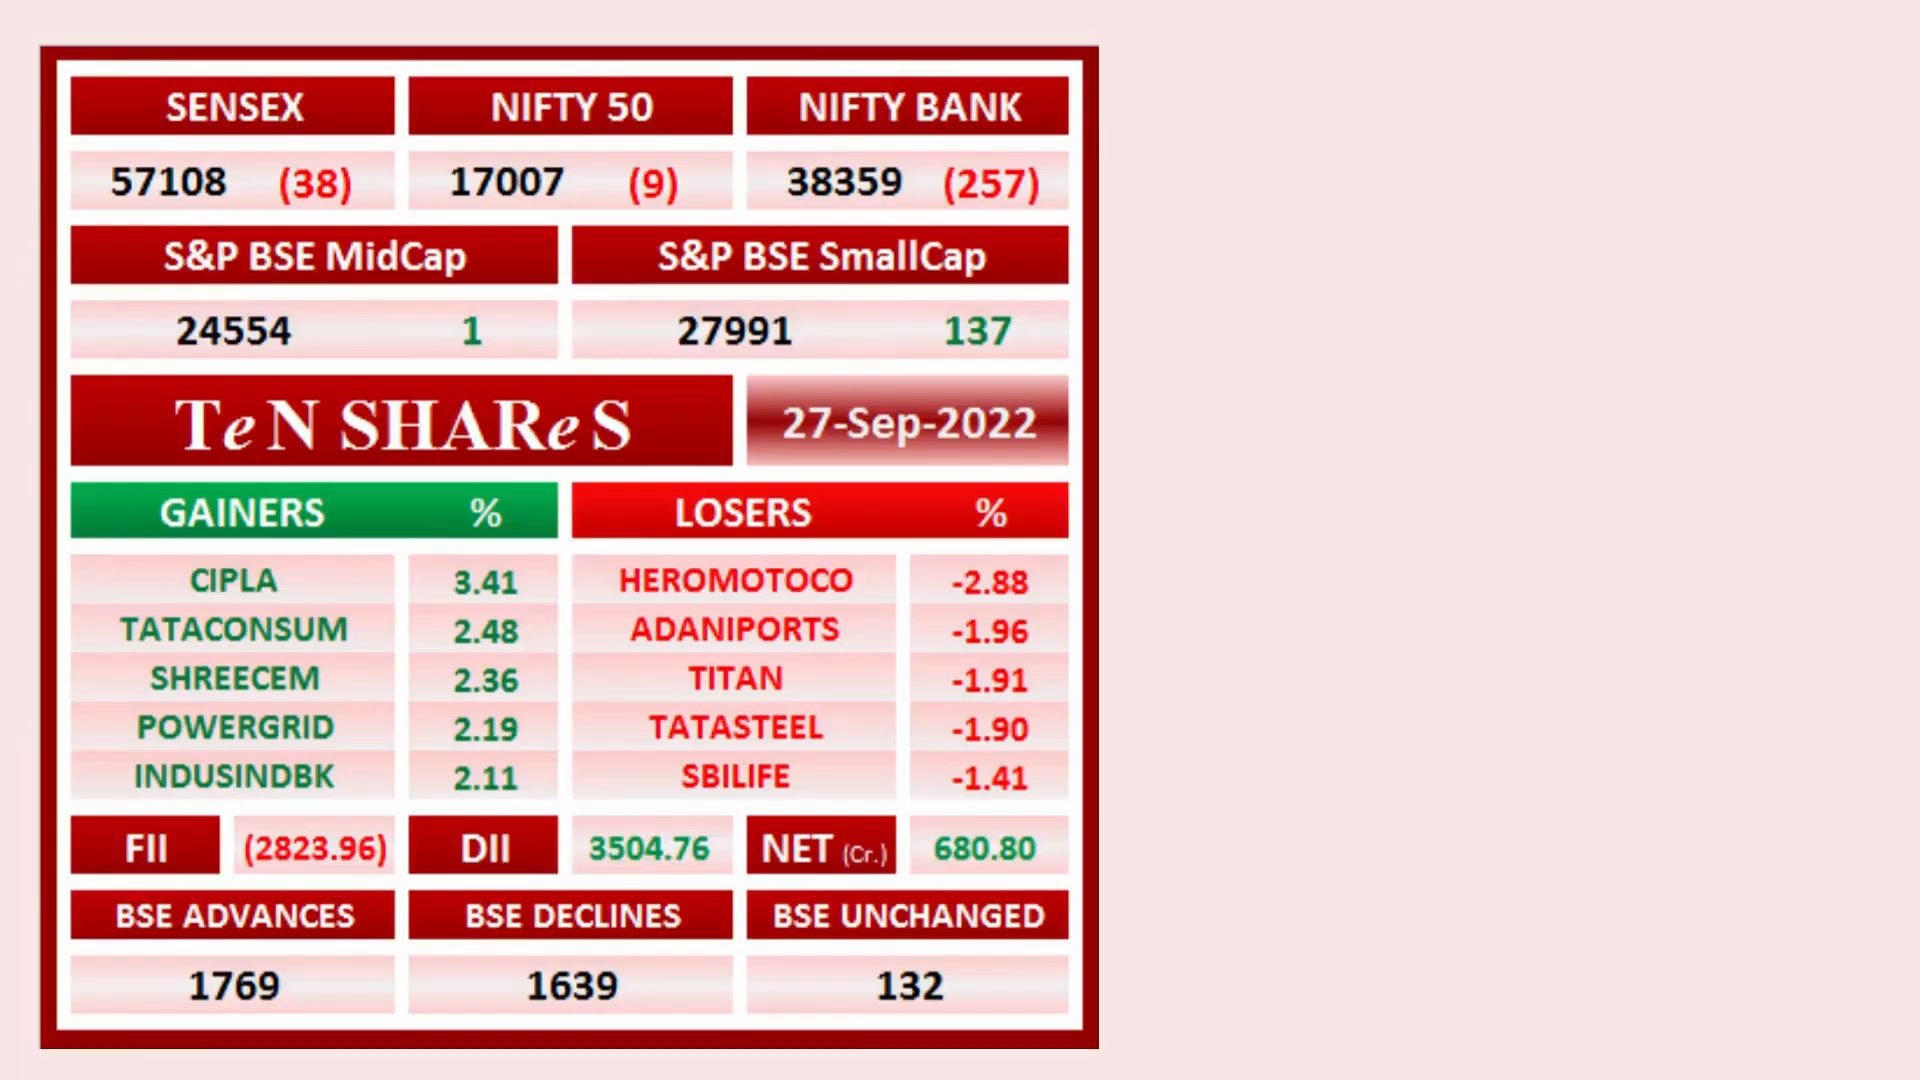 SENSEX NIFTY 50 NIFTY BANK
57108 (38) 17007 (9) 38359 (257)
S&P BSE MidCap S&P BSE SmallCap
24554 1 27991 137
TeN SHAReS 27-Sep-2022
GAINERS % LOSERS %
CIPLA 3.41 HEROMOTOCO -2.88
TATACONSUM 2.48 ADANIPORTS -1.96
SHREECEM 2.36 TITAN -1.91
POWERGRID 2.19 TATASTEEL -1.90
INDUSINDBK 2.11 SBILIFE -1.41
FII (2823.96) DII 3504.76 NET (Cr.) 680.80
BSE ADVANCES BSE DECLINES BSE UNCHANGED
1769 1639 132